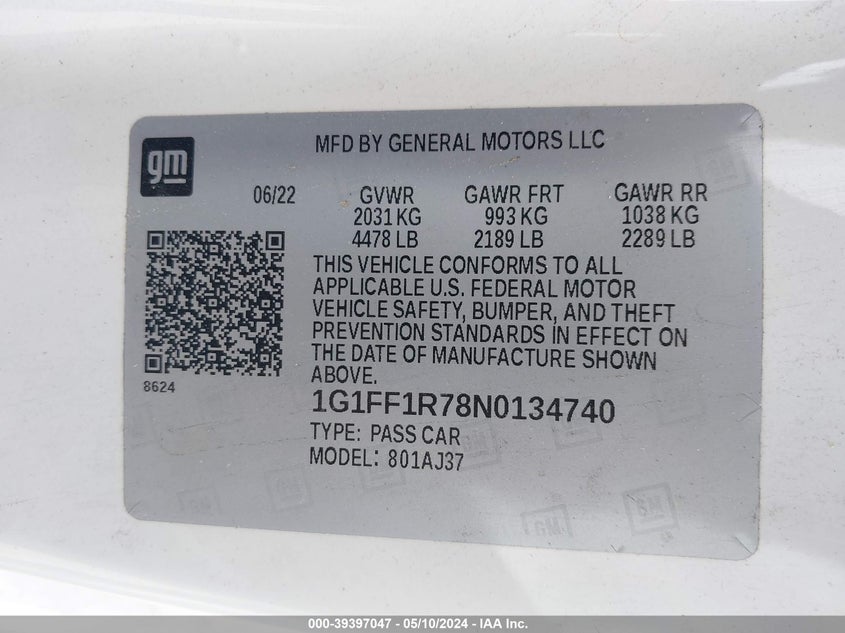 gm
MFD BY GENERAL MOTORS LLC
06/22 GVWR GAWR FRT GAWR RR
2031 KG 993 KG 1038 KG
4478 LB 2189 LB 2289 LB
THIS VEHICLE CONFORMS TO ALL
APPLICABLE U.S. FEDERAL MOTOR
VEHICLE SAFETY, BUMPER, AND THEFT
PREVENTION STANDARDS IN EFFECT ON
THE DATE OF MANUFACTURE SHOWN
ABOVE.
8624
1G1FF1R78N0134740
TYPE: PASS CAR
MODEL: 801AJ37
GM
GM
GM
000-39397047 - 05/10/2024 - IAA Inc.